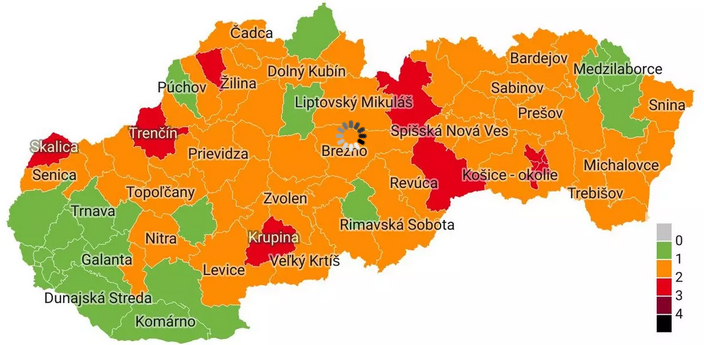 Čadca
Dolný Kubín
Bardejov
Medzilaborce
Púchov
Žilina
Sabinov
Liptovský Mikuláš
Snina
Prešov
Trenčín
Spišská Nová Ves
Skalica
Prievidza
Brezno
Michalovce
Senica
Revúca
Košice - okolie
Topoľčany
Zvolen
Trebišov
Trnava
Rimavská Sobota
Nitra
Krupina
Galanta
Levice
Veľký Krtíš
Dunajská Streda
Komárno
0
1
2
3
4